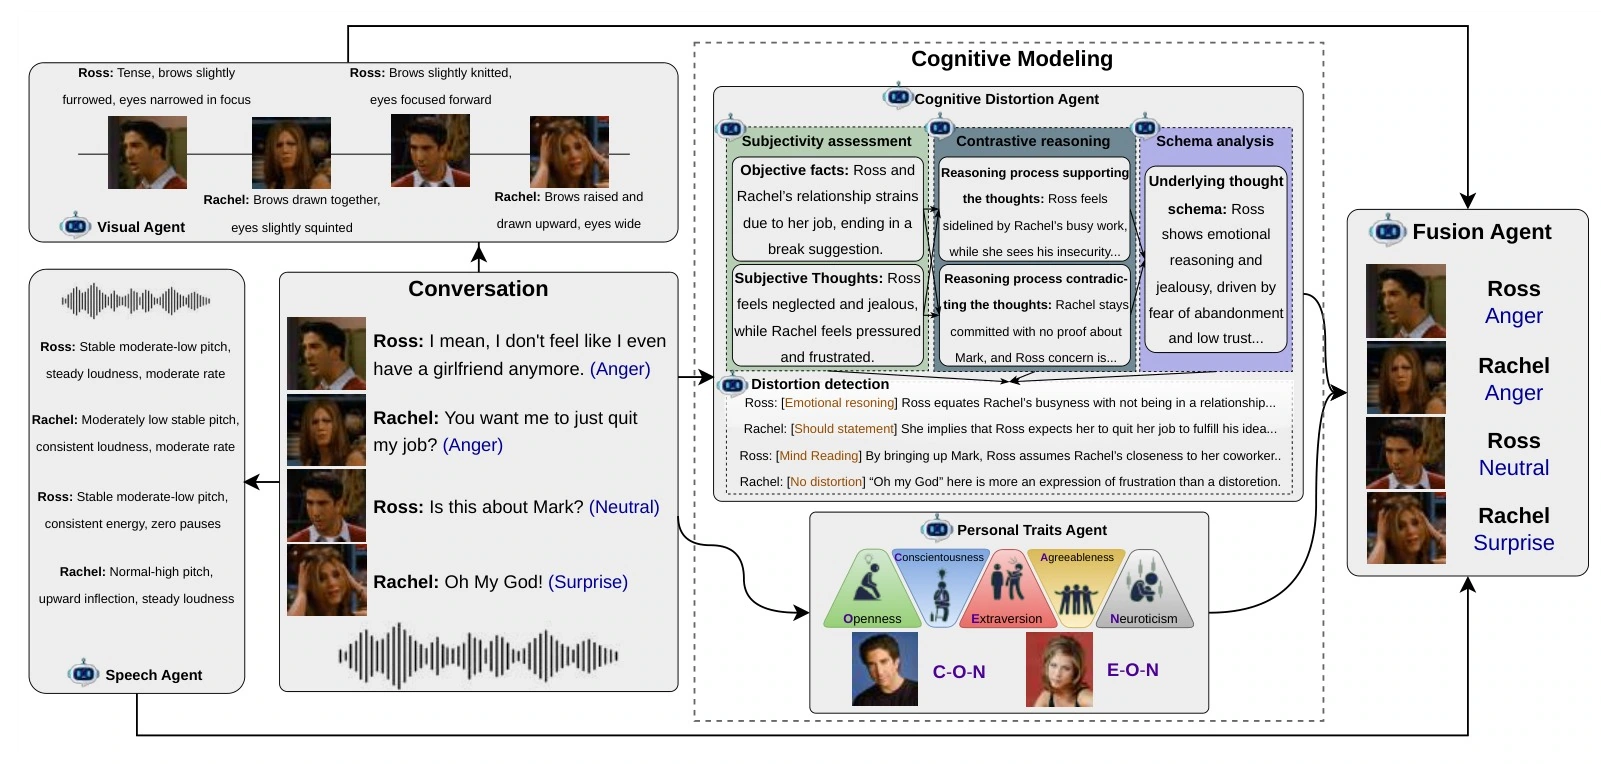 Ross: Tense, brows slightly
furrowed, eyes narrowed in focus
Ross: Brows slightly knitted,
eyes focused forward
Rachel: Brows drawn together,
eyes slightly squinted
Rachel: Brows raised and
drawn upward, eyes wide
Visual Agent
Ross: Stable moderate-low pitch,
steady loudness, moderate rate
Rachel: Moderately low stable pitch,
consistent loudness, moderate rate
Ross: Stable moderate-low pitch,
consistent energy, zero pauses
Rachel: Normal-high pitch,
upward inflection, steady loudness
Speech Agent
Conversation
Ross: I mean, I don't feel like I even
have a girlfriend anymore. (Anger)
Rachel: You want me to just quit
my job? (Anger)
Ross: Is this about Mark? (Neutral)
Rachel: Oh My God! (Surprise)
Cognitive Modeling
Cognitive Distortion Agent
Subjectivity assessment
Objective facts: Ross and
Rachel's relationship strains
due to her job, ending in a
break suggestion.
Subjective Thoughts: Ross
feels neglected and jealous,
while Rachel feels pressured
and frustrated.
Contrastive reasoning
Reasoning process supporting
the thoughts: Ross feels
sidelined by Rachel's busy work,
while she sees his insecurity...
Reasoning process contradic-
ting the thoughts: Rachel stays
committed with no proof about
Mark, and Ross concern is...
Schema analysis
Underlying thought
schema: Ross
shows emotional
reasoning and
jealousy, driven by
fear of abandonment
and low trust...
Distortion detection
Ross: [Emotional resoning] Ross equates Rachel's busyness with not being in a relationship...
Rachel: [Should statement] She implies that Ross expects her to quit her job to fulfill his idea...
Ross: [Mind Reading] By bringing up Mark, Ross assumes Rachel's closeness to her coworker..
Rachel: [No distortion] “Oh my God” here is more an expression of frustration than a distoretion.
Personal Traits Agent
Openness
Conscientousness
Extraversion
Agreeableness
Neuroticism
C-O-N
E-O-N
Fusion Agent
Ross
Anger
Rachel
Anger
Ross
Neutral
Rachel
Surprise